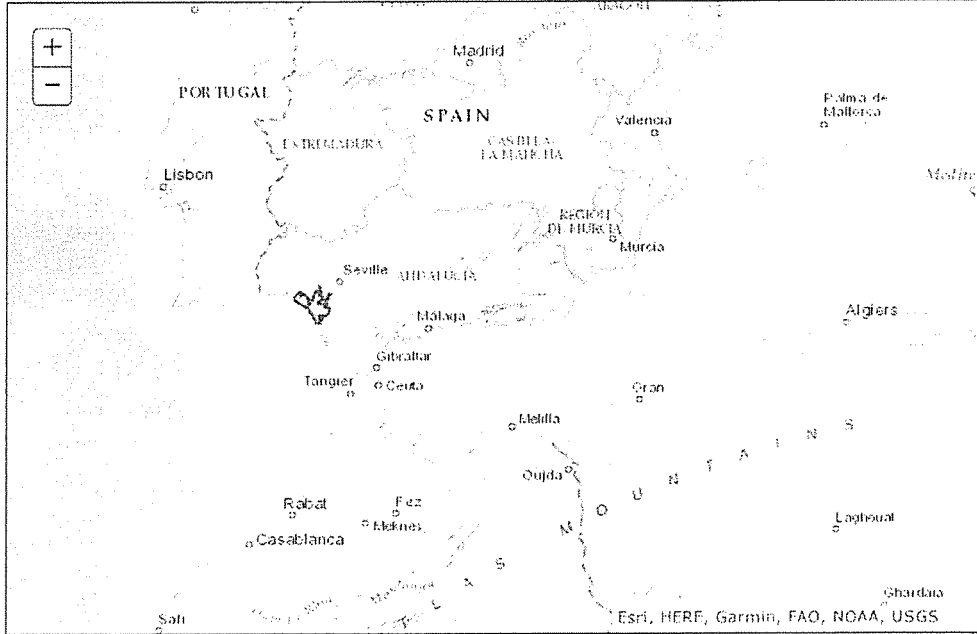 +
Madrid
−
PORTUGAL
SPAIN
Palma de
Mallorca
Valencia
EXTREMADURA
CASTILLA-
LA MANCHA
Lisbon
REGION
DE MURCIA
Murcia
Seville
ANDALUCIA
Málaga
Algiers
Gibraltar
Tangier
Ceuta
Oran
Melilla
Oujda
MOUNTAINS
Rabat
Fez
Meknes
Casablanca
Laghouat
Ghardaia
Safi
Esri, HERE, Garmin, FAO, NOAA, USGS